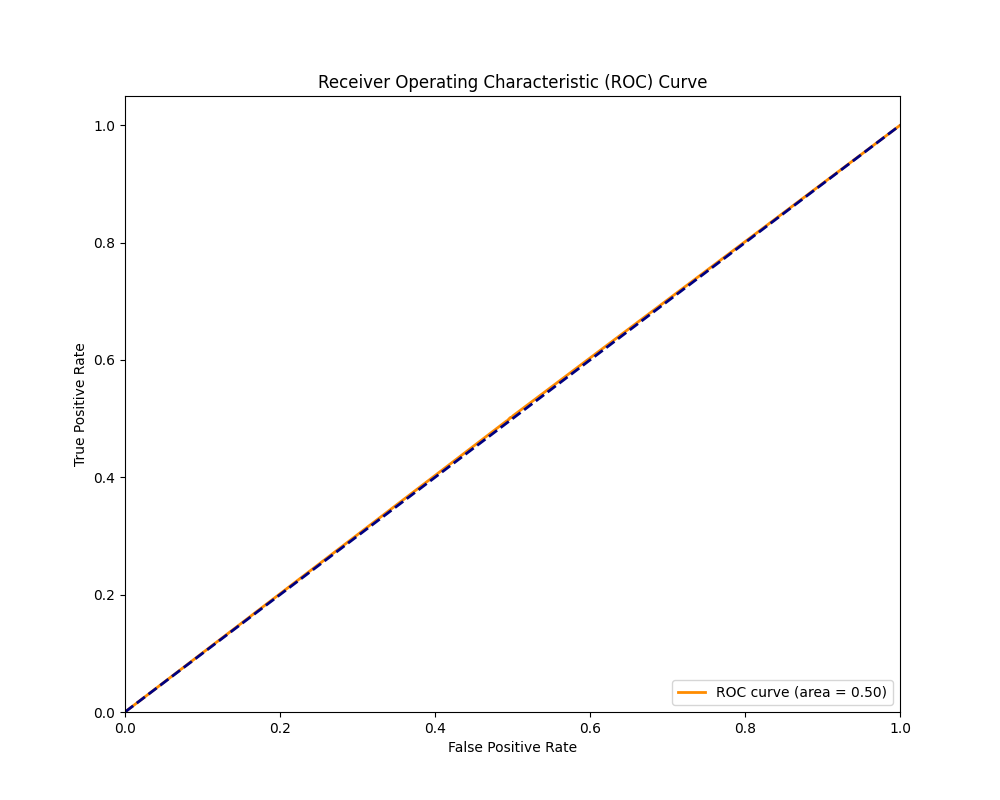 Receiver Operating Characteristic (ROC) Curve
True Positive Rate
1.0
0.8
0.6
0.4
0.2
0.0
ROC curve (area = 0.50)
0.0 0.2 0.4 0.6 0.8 1.0
False Positive Rate